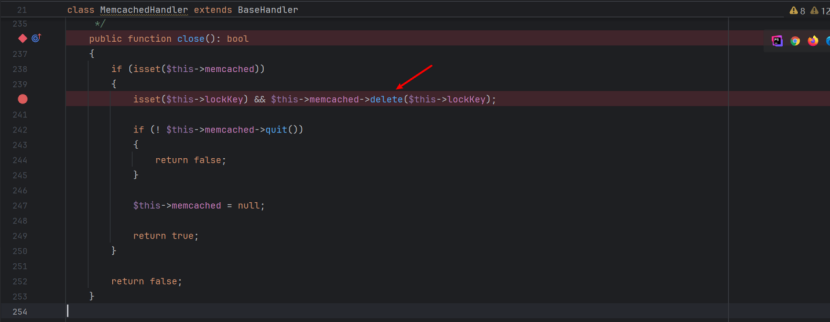 21 class MemcachedHandler extends BaseHandler 8 12
235 */
public function close(): bool
237 {
238 if (isset($this->memcached))
239 {
isset($this->lockKey) && $this->memcached->delete($this->lockKey);
241
242 if (! $this->memcached->quit())
243 {
244 return false;
245 }
246
247 $this->memcached = null;
248
249 return true;
250 }
251
252 return false;
253 }
254